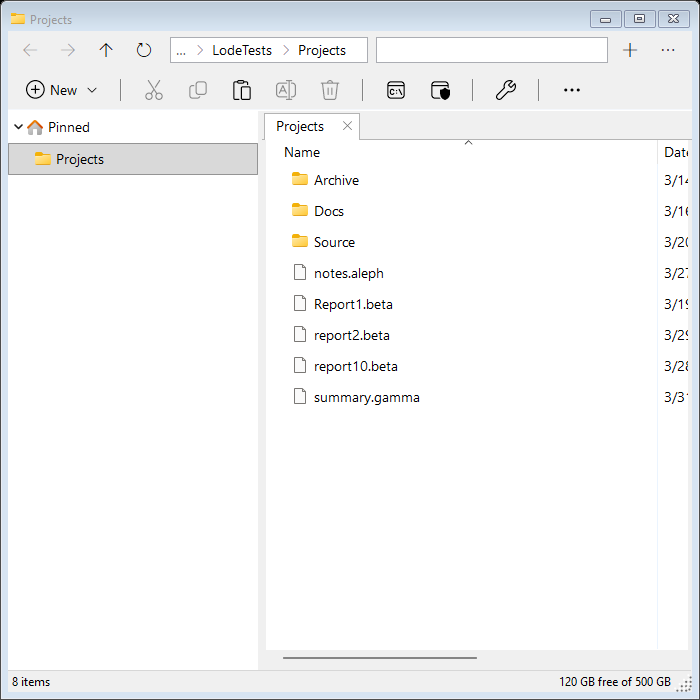 Projects
... LodeTests Projects
New C:\
Pinned
Projects
Projects
Name Date
Archive 3/14
Docs 3/16
Source 3/20
notes.aleph 3/27
Report1.beta 3/19
report2.beta 3/29
report10.beta 3/28
summary.gamma 3/31
8 items 120 GB free of 500 GB